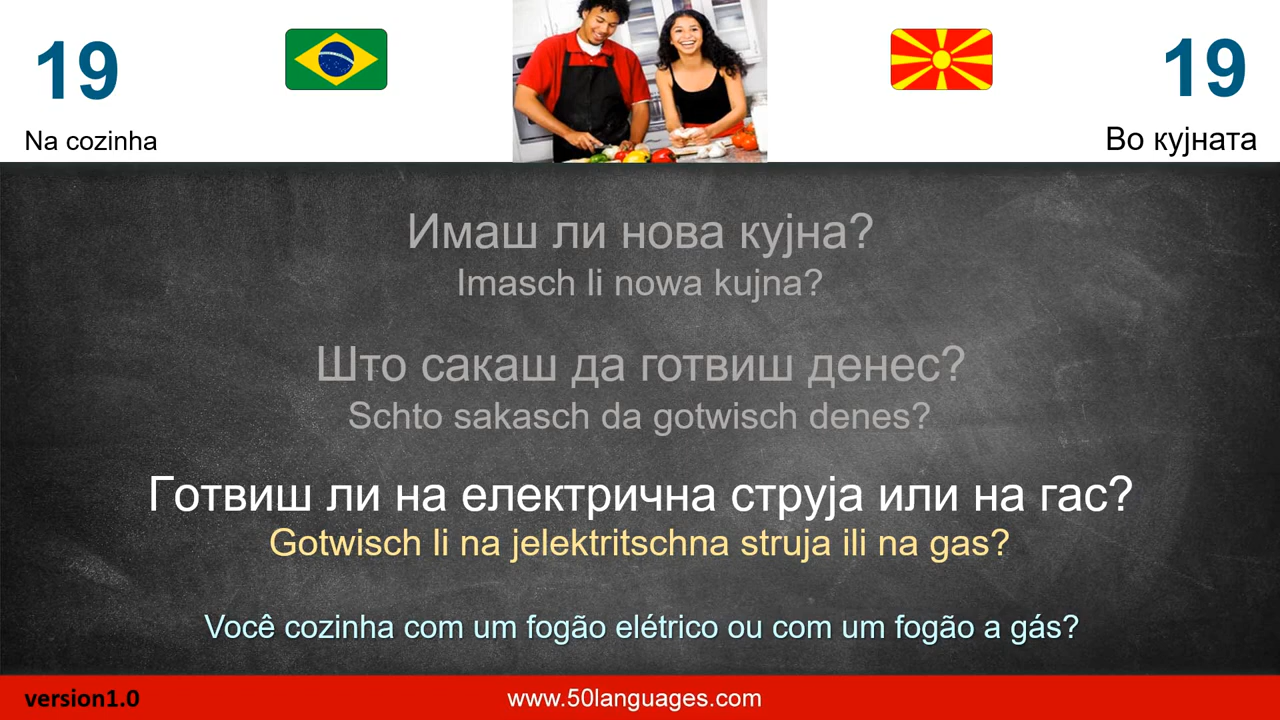 19
Na cozinha
19
Во кујната
Имаш ли нова кујна?
Imasch li nowa kujna?
Што сакаш да готвиш денес?
Schto sakasch da gotwisch denes?
Готвиш ли на електрична струја или на гас?
Gotwisch li na jelektritschna struja ili na gas?
Você cozinha com um fogão elétrico ou com um fogão a gás?
version1.0
www.50languages.com